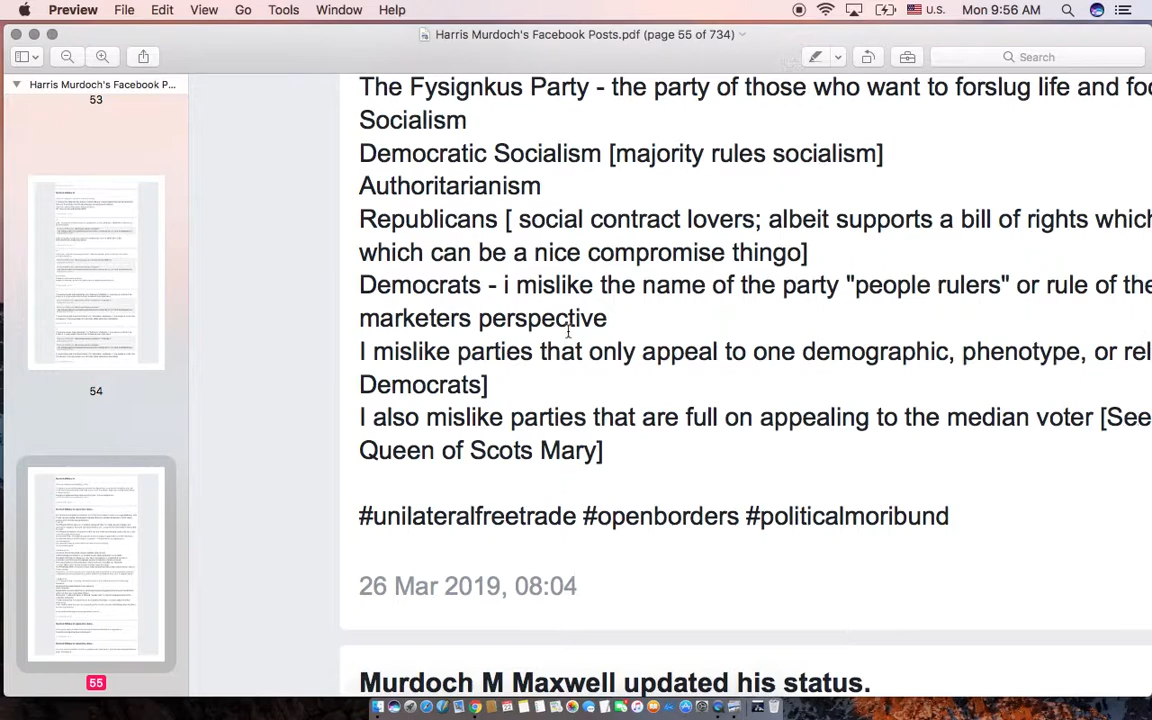 Preview File Edit View Go Tools Window Help U.S. Mon 9:56 AM
Harris Murdoch's Facebook Posts.pdf (page 55 of 734)
Search
Harris Murdoch's Facebook P...
53
54
55
The Fysignkus Party - the party of those who want to forslug life and foc
Socialism
Democratic Socialism [majority rules socialism]
Authoritarianism
Republicans [ social contract lovers; albeit supports a bill of rights which
which can be a nice compromise thingo]
Democrats - i mislike the name of the party "people rulers" or rule of the
marketers perspective
I mislike parties that only appeal to one demographic, phenotype, or rel
Democrats]
I also mislike parties that are full on appealing to the median voter [See
Queen of Scots Mary]
#unilateralfreetrade #openborders #politicalmoribund
26 Mar 2019, 08:04
Murdoch M Maxwell updated his status.